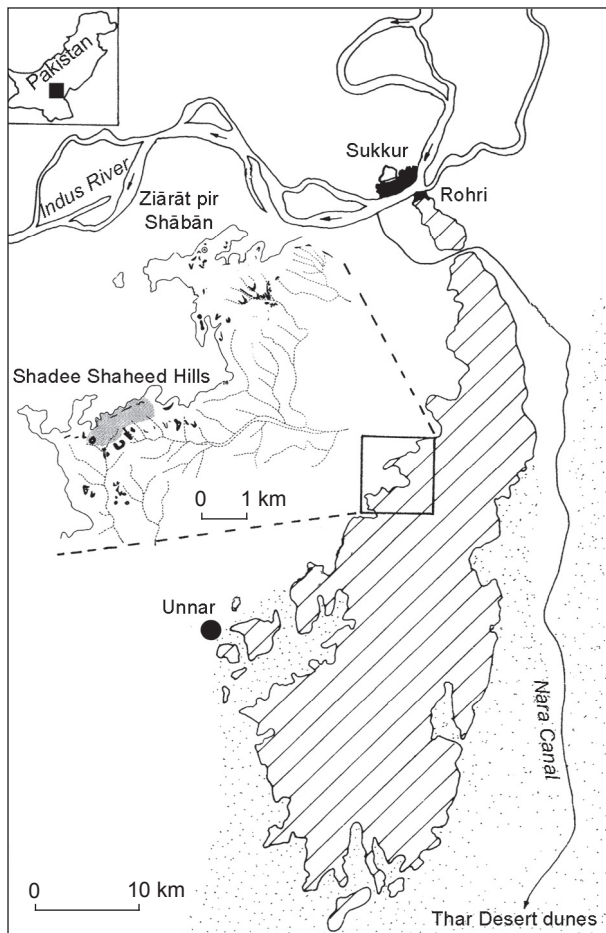 Pakistan
Sukkur
Rohri
Indus River
Ziārāt pir
Shābān
Shadee Shaheed Hills
0 1 km
Unnar
Nara Canal
0 10 km
Thar Desert dunes